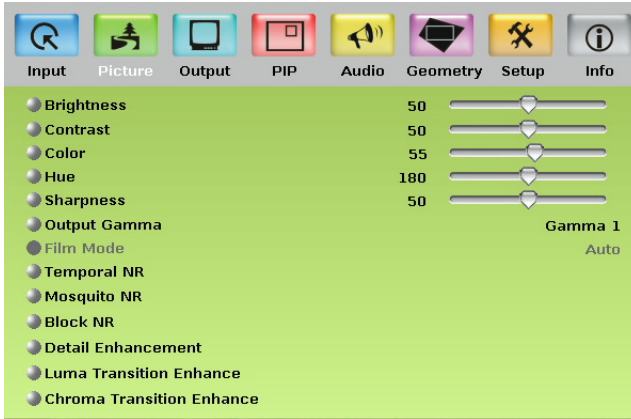 Input Picture Output PIP Audio Geometry Setup Info
Brightness 50
Contrast 50
Color 55
Hue 180
Sharpness 50
Output Gamma Gamma 1
Film Mode Auto
Temporal NR
Mosquito NR
Block NR
Detail Enhancement
Luma Transition Enhance
Chroma Transition Enhance